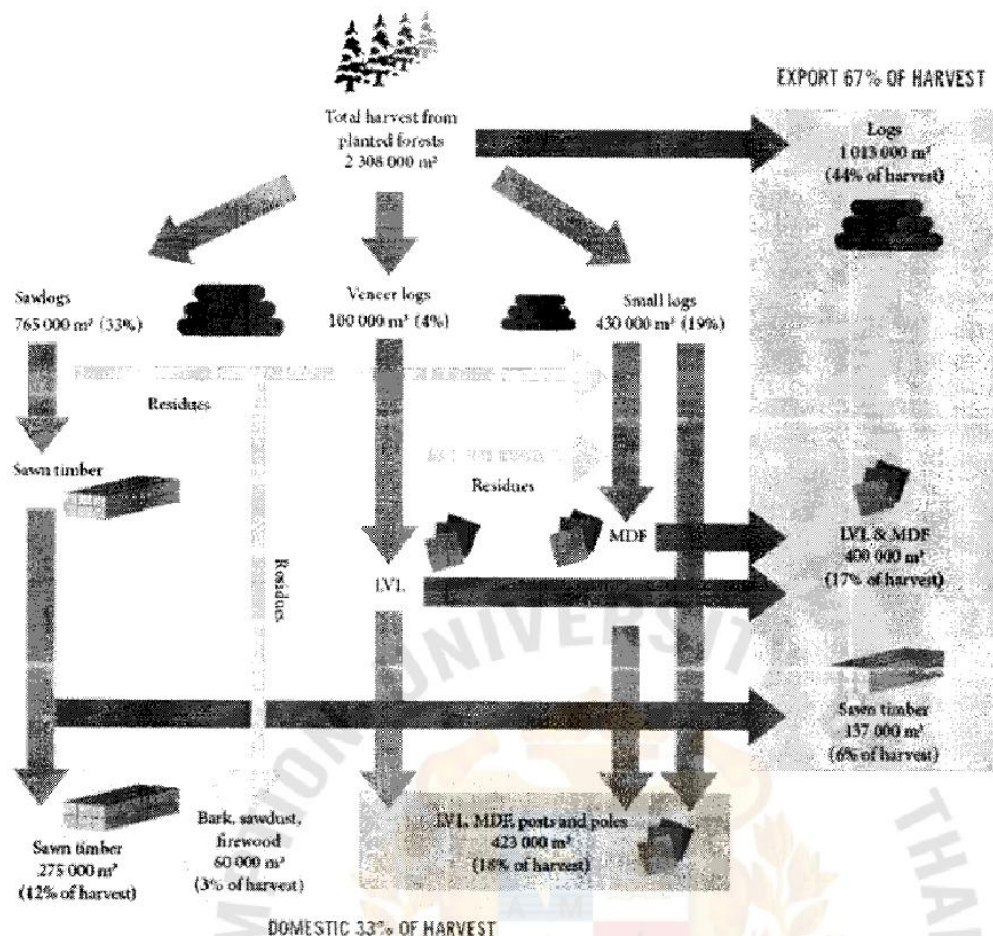 EXPORT 67% OF HARVEST
Total harvest from
planted forests
2 308 000 m³
Logs
1 013 000 m³
(44% of harvest)
Sawlogs
765 000 m³ (33%)
Veneer logs
100 000 m³ (4%)
Small logs
430 000 m³ (19%)
Residues
Sawn timber
Residues
MDF
LVL & MDF
400 000 m³
(17% of harvest)
Residues
LVL
Sawn timber
137 000 m³
(6% of harvest)
Sawn timber
275 000 m³
(12% of harvest)
Bark, sawdust,
firewood
60 000 m³
(3% of harvest)
LVL, MDF, posts and poles
423 000 m³
(18% of harvest)
DOMESTIC 33% OF HARVEST
UNIVERSIT
THA